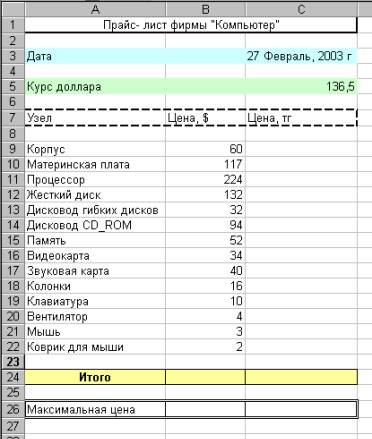 A B C
1 Прайс- лист фирмы "Компьютер"
2
3 Дата 27 Февраль, 2003 г
4
5 Курс доллара 136,5
6
7 Узел Цена, $ Цена, тг
8
9 Корпус 60
10 Материнская плата 117
11 Процессор 224
12 Жесткий диск 132
13 Дисковод гибких дисков 32
14 Дисковод CD_ROM 94
15 Память 52
16 Видеокарта 34
17 Звуковая карта 40
18 Колонки 16
19 Клавиатура 10
20 Вентилятор 4
21 Мышь 3
22 Коврик для мыши 2
23
24 Итого
25
26 Максимальная цена
27